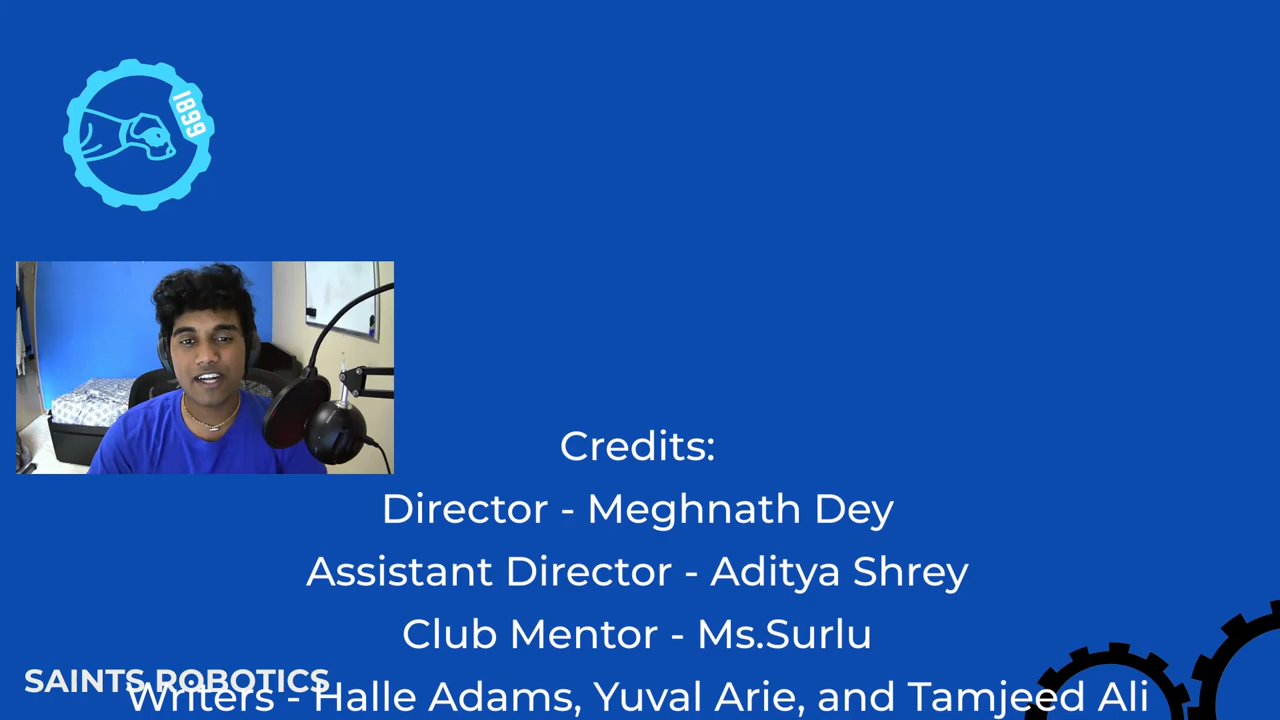 1899
Credits:
Director - Meghnath Dey
Assistant Director - Aditya Shrey
Club Mentor - Ms.Surlu
SAINTS ROBOTICS
Writers - Halle Adams, Yuval Arie, and Tamjeed Ali